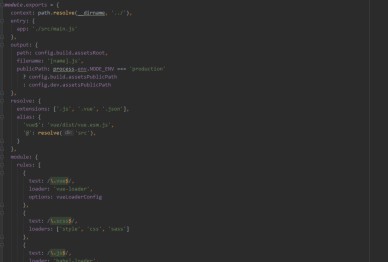 module.exports = {
context: path.resolve(__dirname, '../'),
entry: {
app: './src/main.js'
},
output: {
path: config.build.assetsRoot,
filename: '[name].js',
publicPath: process.env.NODE_ENV === 'production'
? config.build.assetsPublicPath
: config.dev.assetsPublicPath
},
resolve: {
extensions: ['.js', '.vue', '.json'],
alias: {
'vue$': 'vue/dist/vue.esm.js',
'@': resolve('src'),
}
},
module: {
rules: [
{
test: /\.vue$/,
loader: 'vue-loader',
options: vueLoaderConfig
},
{
test: /\.scss$/,
loaders: ['style', 'css', 'sass']
},
{
test: /\.js$/,
loader: 'babel-loader',